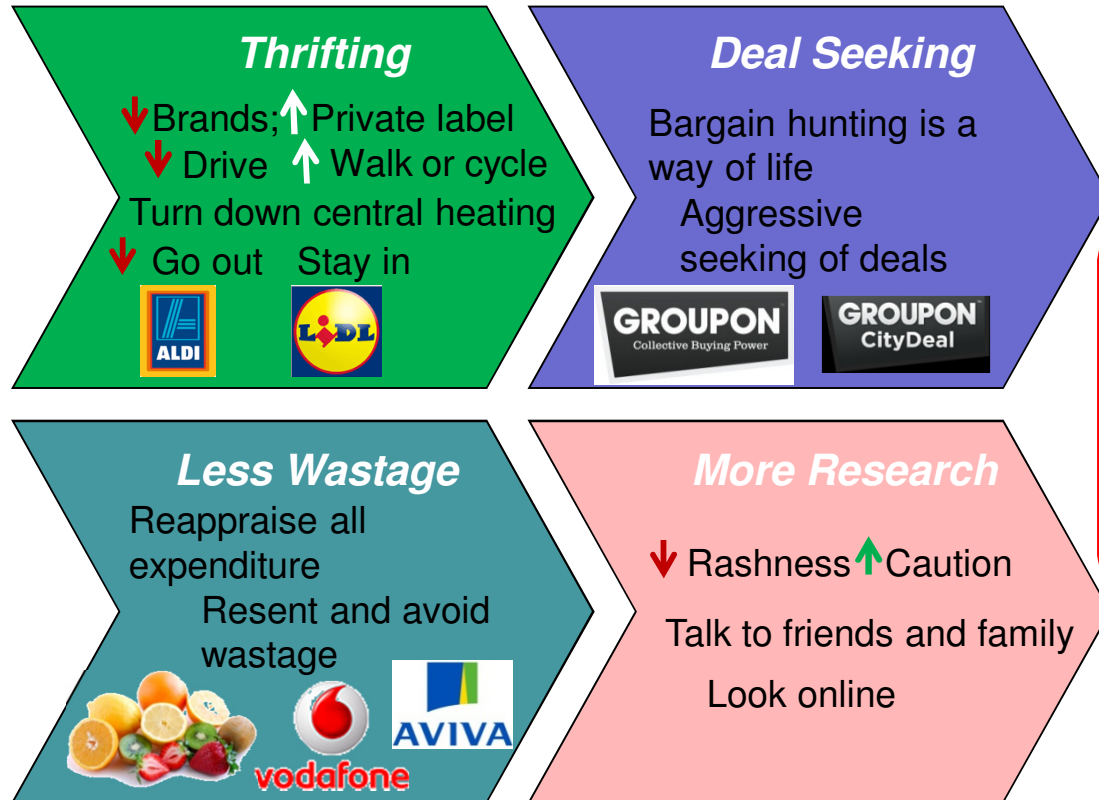 Thrifting
↓Brands;↑Private label
↓ Drive ↑ Walk or cycle
Turn down central heating
↓ Go out Stay in
ALDI
LIDL
Deal Seeking
Bargain hunting is a
way of life
Aggressive
seeking of deals
GROUPON
Collective Buying Power
GROUPON
CityDeal
Less Wastage
Reappraise all
expenditure
Resent and avoid
wastage
vodafone
AVIVA
More Research
↓ Rashness ↑ Caution
Talk to friends and family
Look online